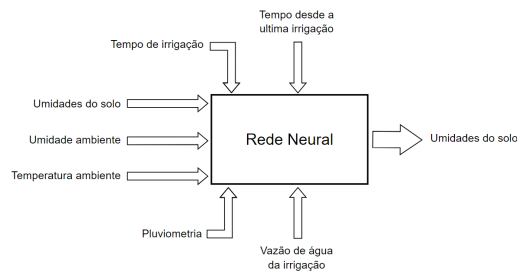 Tempo desde a
ultima irrigação
Tempo de irrigação
Umidades do solo
Umidade ambiente
Rede Neural
Umidades do solo
Temperatura ambiente
Pluviometria
Vazão de água
da irrigação